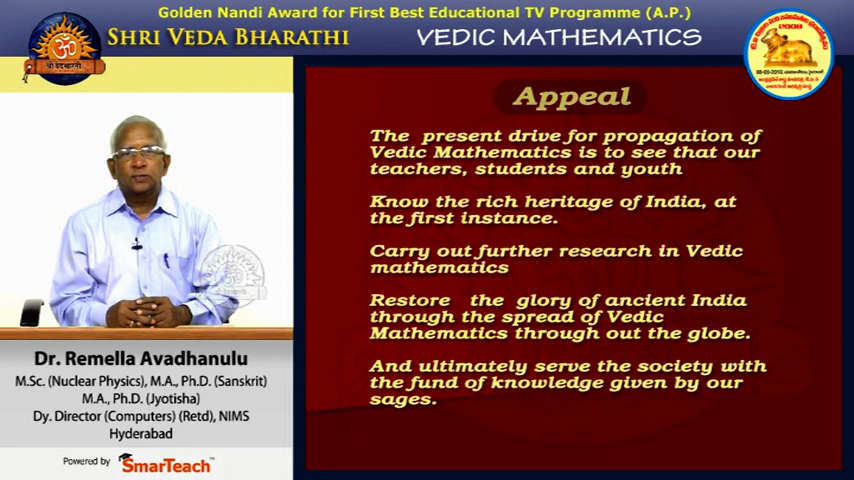 Golden Nandi Award for First Best Educational TV Programme (A.P.)
SHRI VEDA BHARATHI
VEDIC MATHEMATICS
श्री वेदभारती
Appeal
The present drive for propagation of
Vedic Mathematics is to see that our
teachers, students and youth
Know the rich heritage of India, at
the first instance.
Carry out further research in Vedic
mathematics
Restore the glory of ancient India
through the spread of Vedic
Mathematics through out the globe.
And ultimately serve the society with
the fund of knowledge given by our
sages.
Dr. Remella Avadhanulu
M.Sc. (Nuclear Physics), M.A., Ph.D. (Sanskrit)
M.A., Ph.D. (Jyotisha)
Dy. Director (Computers) (Retd), NIMS
Hyderabad
Powered by SmarTeach™